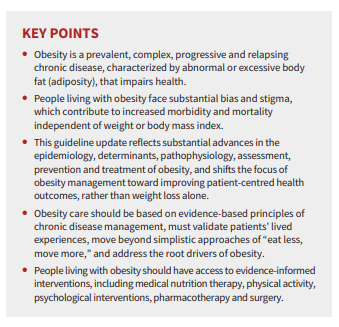 KEY POINTS
• Obesity is a prevalent, complex, progressive and relapsing
chronic disease, characterized by abnormal or excessive body
fat (adiposity), that impairs health.
• People living with obesity face substantial bias and stigma,
which contribute to increased morbidity and mortality
independent of weight or body mass index.
• This guideline update reflects substantial advances in the
epidemiology, determinants, pathophysiology, assessment,
prevention and treatment of obesity, and shifts the focus of
obesity management toward improving patient-centred health
outcomes, rather than weight loss alone.
• Obesity care should be based on evidence-based principles of
chronic disease management, must validate patients' lived
experiences, move beyond simplistic approaches of “eat less,
move more,” and address the root drivers of obesity.
• People living with obesity should have access to evidence-informed
interventions, including medical nutrition therapy, physical activity,
psychological interventions, pharmacotherapy and surgery.